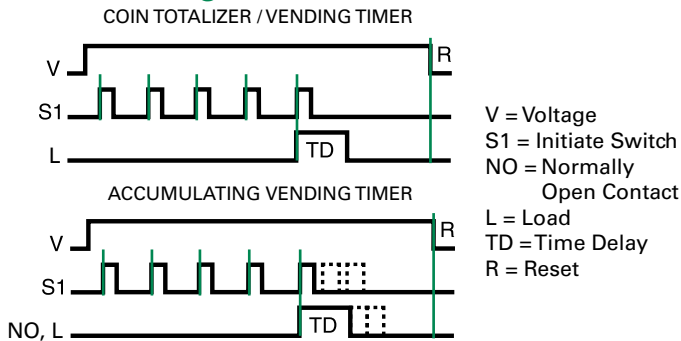 COIN TOTALIZER / VENDING TIMER
V
R
S1
L
TD
ACCUMULATING VENDING TIMER
V
R
S1
NO, L
TD
V = Voltage
S1 = Initiate Switch
NO = Normally
Open Contact
L = Load
TD = Time Delay
R = Reset